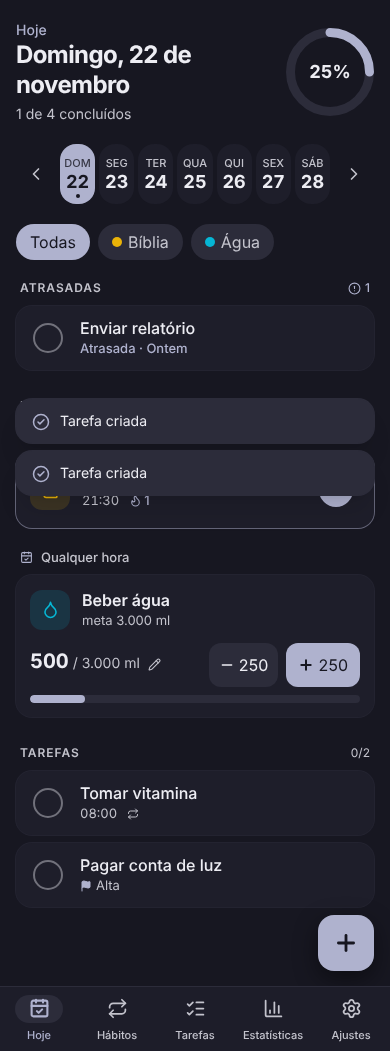 Hoje
Domingo, 22 de
novembro
1 de 4 concluídos
25%
DOM SEG TER QUA QUI SEX SÁB
22 23 24 25 26 27 28
Todas Bíblia Água
ATRASADAS 1
Enviar relatório
Atrasada · Ontem
Tarefa criada
Tarefa criada
21:30 1
Qualquer hora
Beber água
meta 3.000 ml
500 / 3.000 ml − 250 + 250
TAREFAS 0/2
Tomar vitamina
08:00
Pagar conta de luz
Alta
Hoje Hábitos Tarefas Estatísticas Ajustes